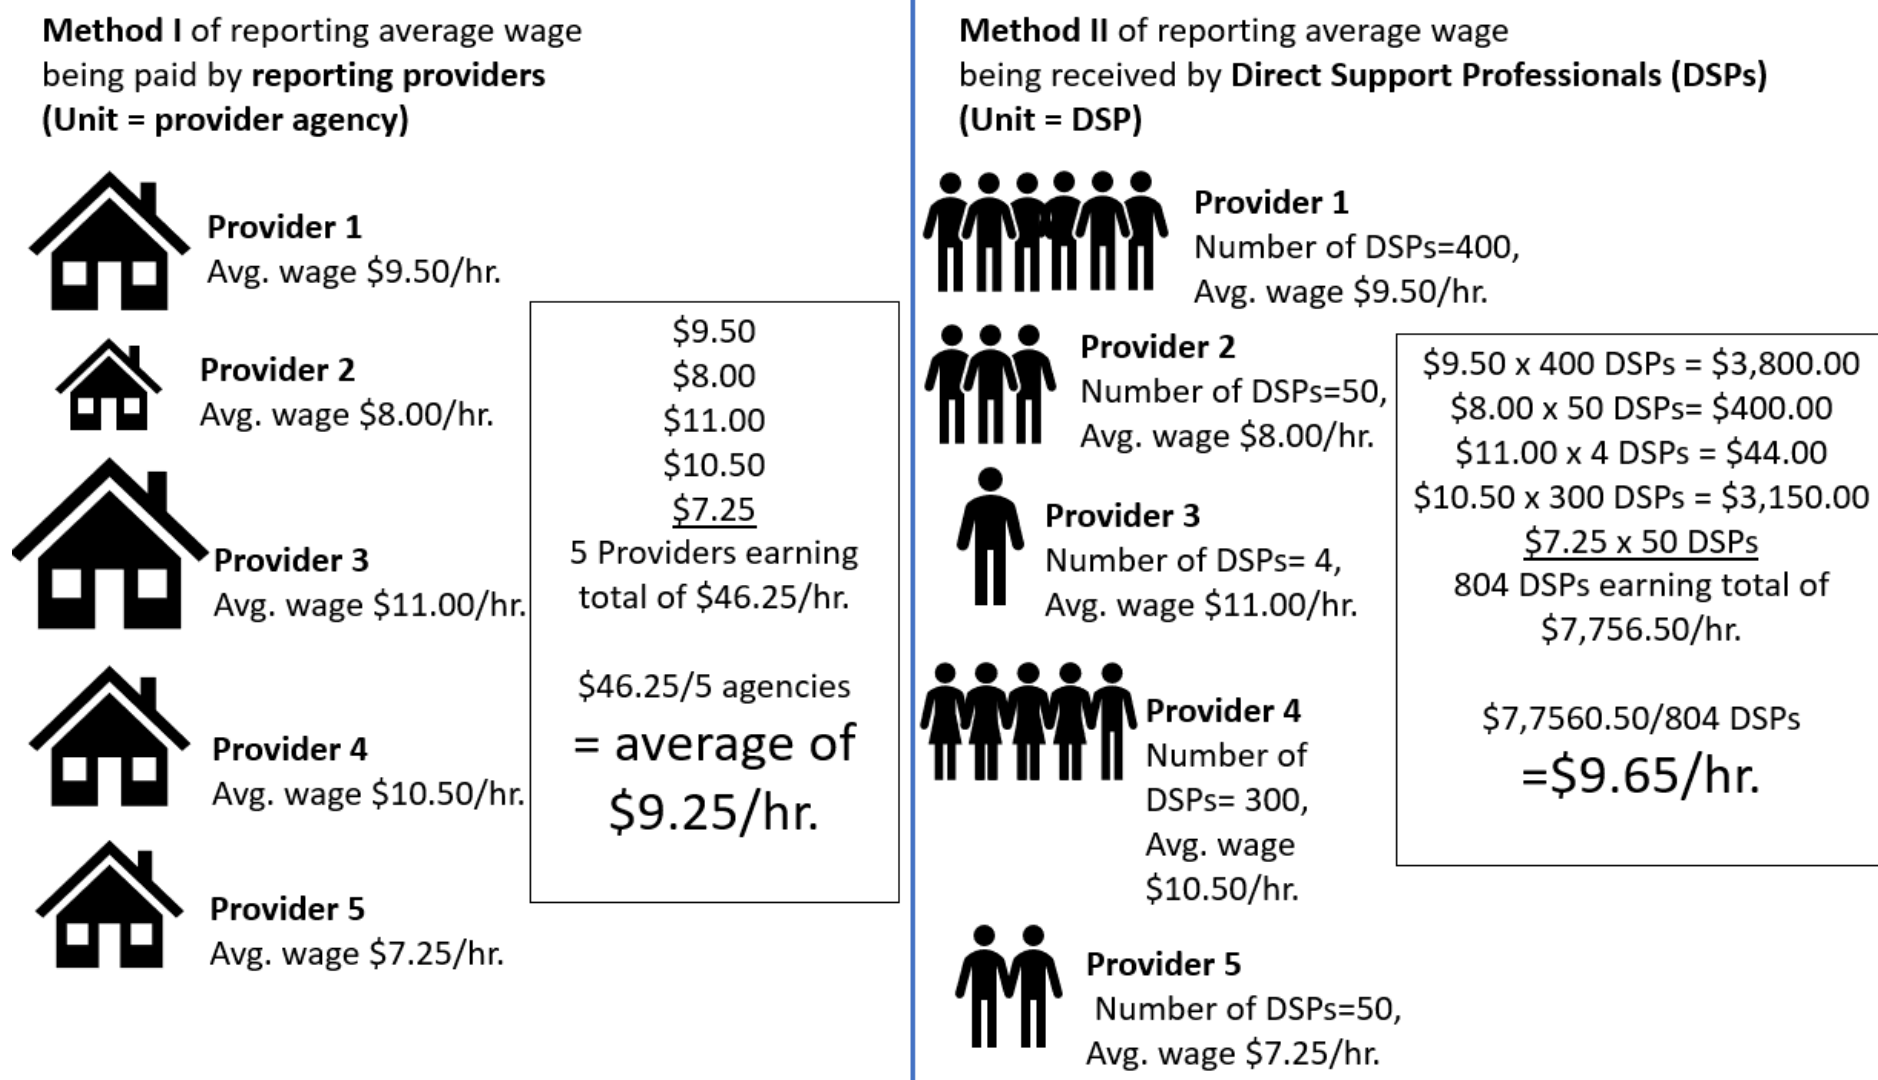 Method I of reporting average wage
being paid by reporting providers
(Unit = provider agency)
Provider 1
Avg. wage $9.50/hr.
Provider 2
Avg. wage $8.00/hr.
Provider 3
Avg. wage $11.00/hr.
Provider 4
Avg. wage $10.50/hr.
Provider 5
Avg. wage $7.25/hr.
$9.50
$8.00
$11.00
$10.50
$7.25
5 Providers earning
total of $46.25/hr.
$46.25/5 agencies
= average of
$9.25/hr.
Method II of reporting average wage
being received by Direct Support Professionals (DSPs)
(Unit = DSP)
Provider 1
Number of DSPs=400,
Avg. wage $9.50/hr.
Provider 2
Number of DSPs=50,
Avg. wage $8.00/hr.
Provider 3
Number of DSPs= 4,
Avg. wage $11.00/hr.
Provider 4
Number of
DSPs= 300,
Avg. wage
$10.50/hr.
Provider 5
Number of DSPs=50,
Avg. wage $7.25/hr.
$9.50 x 400 DSPs = $3,800.00
$8.00 x 50 DSPs= $400.00
$11.00 x 4 DSPs = $44.00
$10.50 x 300 DSPs = $3,150.00
$7.25 x 50 DSPs
804 DSPs earning total of
$7,756.50/hr.
$7,7560.50/804 DSPs
=$9.65/hr.